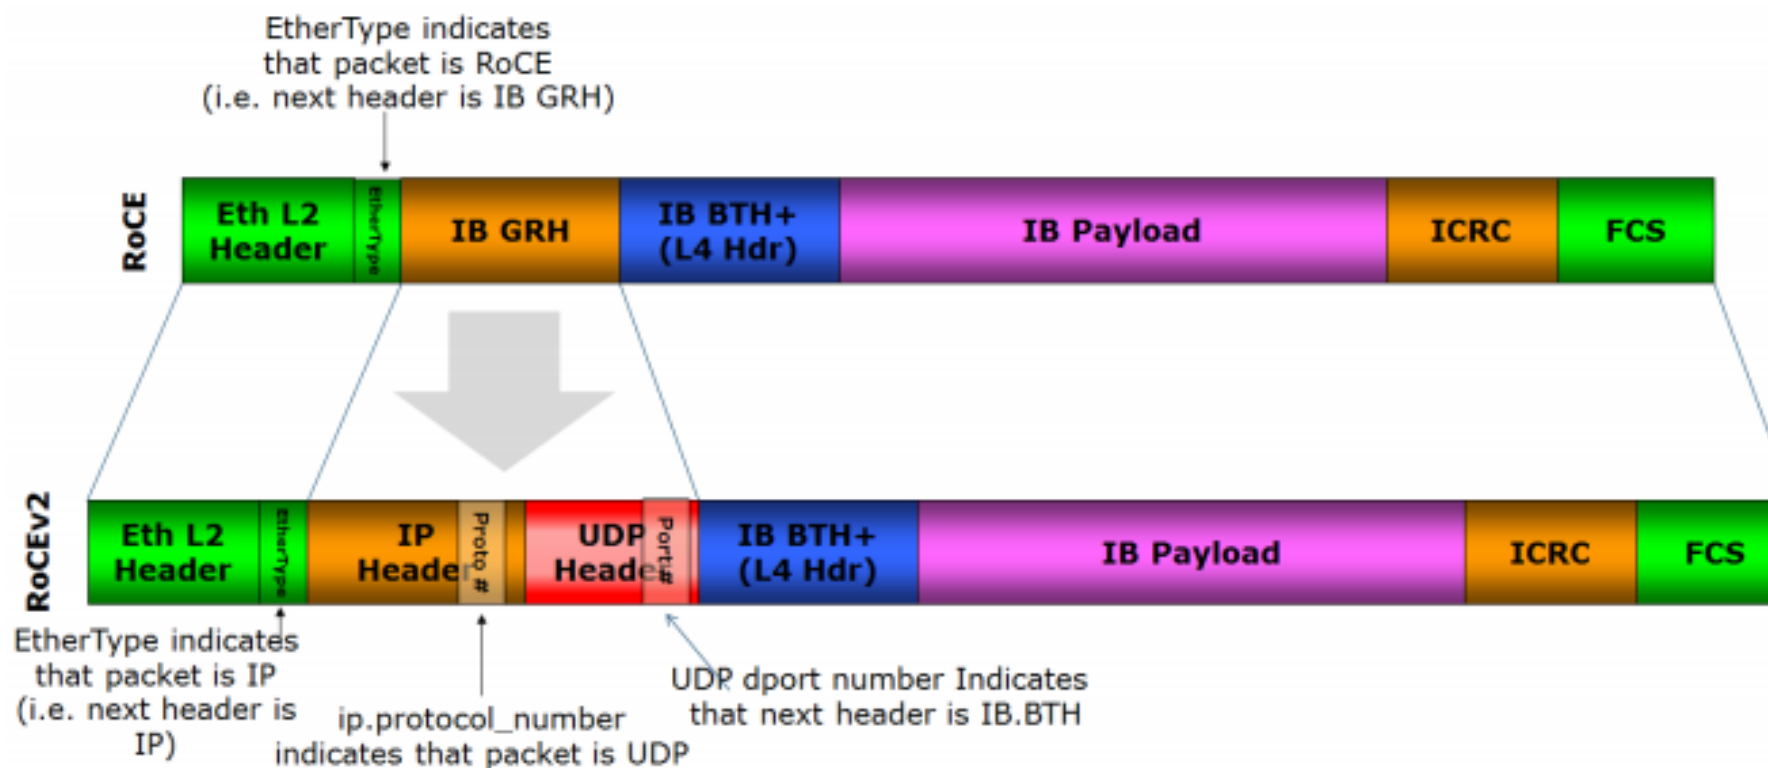 EtherType indicates
that packet is RoCE
(i.e. next header is IB GRH)
RoCE
Eth L2
Header
EtherType
IB GRH
IB BTH+
(L4 Hdr)
IB Payload
ICRC
FCS
RoCEv2
Eth L2
Header
EtherType
IP
Header
Proto #
UDP
Header
Port #
IB BTH+
(L4 Hdr)
IB Payload
ICRC
FCS
EtherType indicates
that packet is IP
(i.e. next header is
IP)
ip.protocol_number
indicates that packet is UDP
UDP dport number Indicates
that next header is IB.BTH